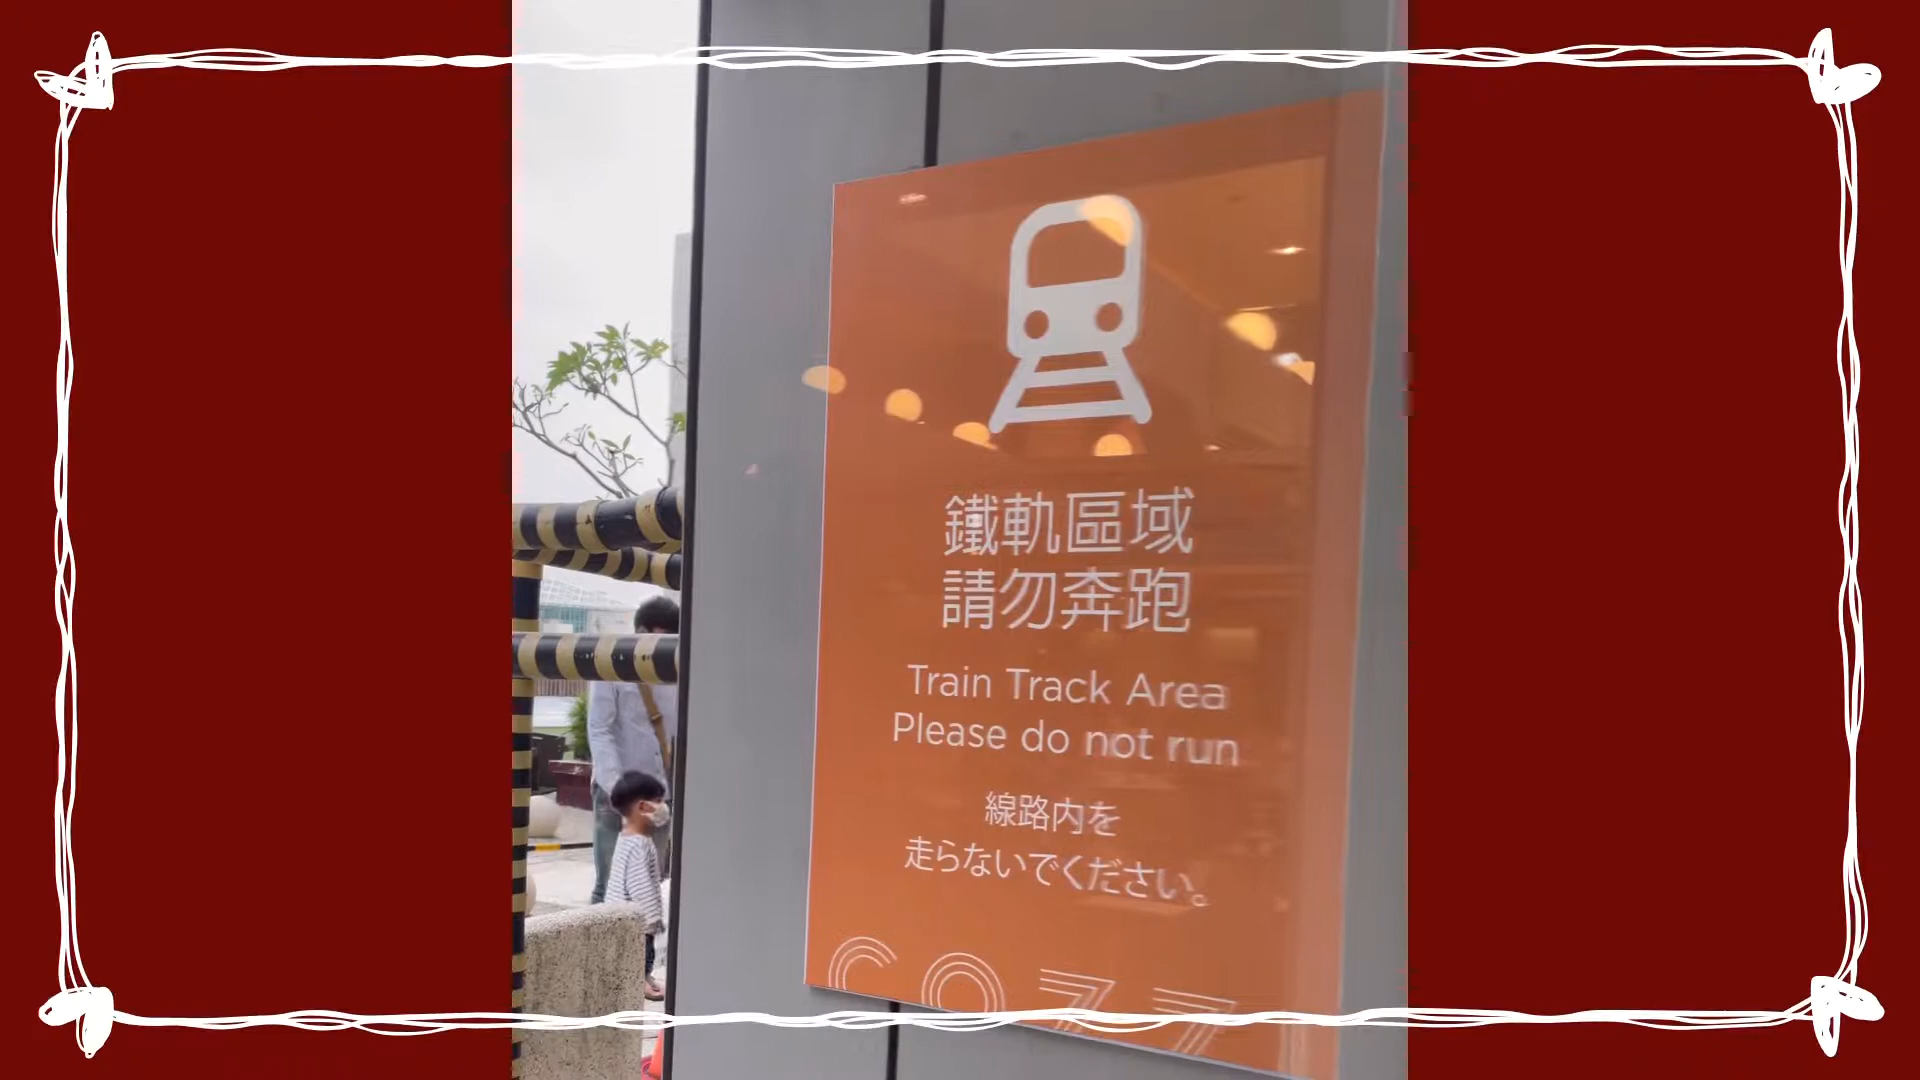 鐵軌區域
請勿奔跑
Train Track Area
Please do not run
線路内を
走らないでください。
COZZ